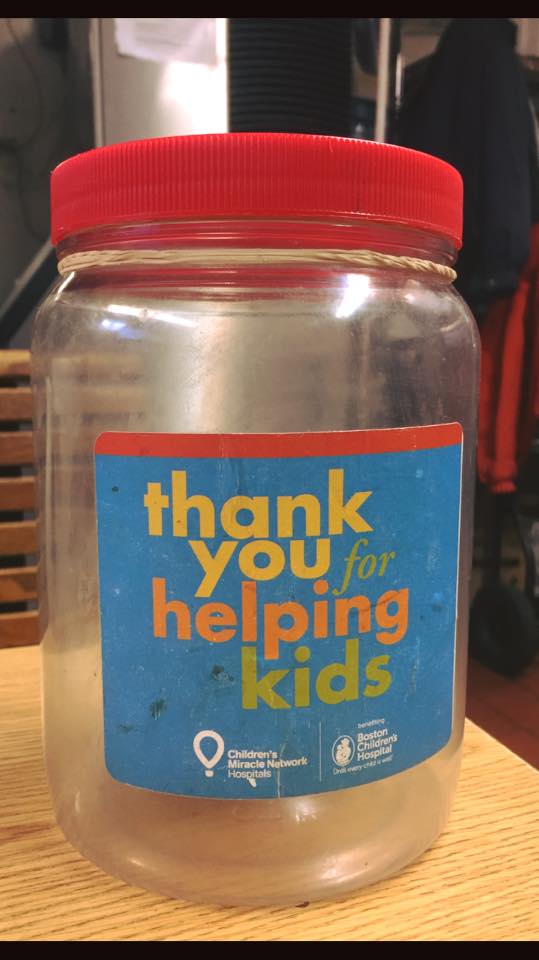 thank
you for
helping
kids
Children's
Miracle Network
Hospitals
benefiting
Boston
Children's
Hospital
Until every child is well